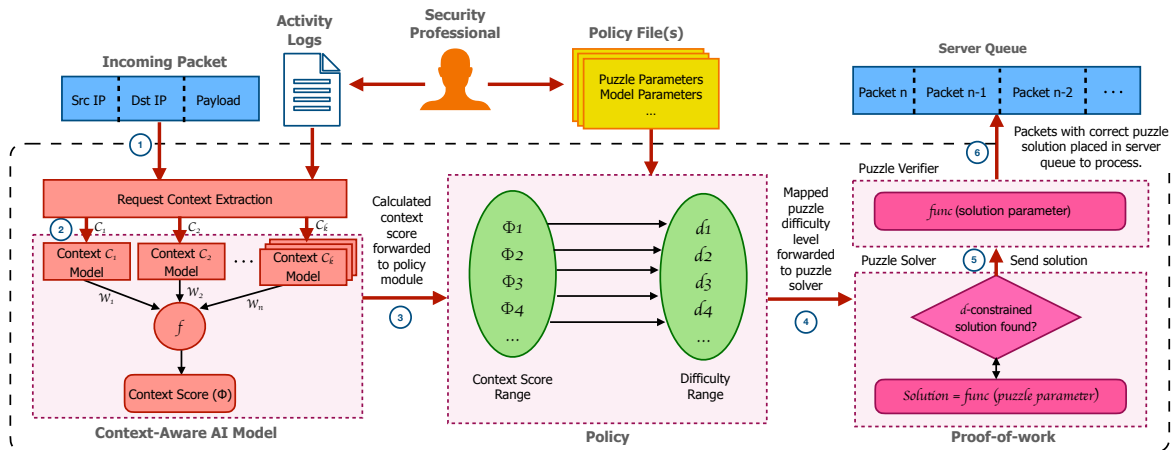 Activity
Logs
Security
Professional
Policy File(s)
Server Queue
Incoming Packet
Src IP
Dst IP
Payload
Puzzle Parameters
Model Parameters
...
Packet n
Packet n-1
Packet n-2
...
1
6
Packets with correct puzzle
solution placed in server
queue to process.
Request Context Extraction
2
C₁
C₂
Cₖ
Context C₁
Model
Context C₂
Model
...
Context Cₖ
Model
W₁
W₂
Wₙ
f
Context Score (Φ)
Context-Aware AI Model
Calculated
context
score
forwarded
to policy
module
3
Φ1
Φ2
Φ3
Φ4
...
d1
d2
d3
d4
...
Context Score
Range
Difficulty
Range
Policy
Mapped
puzzle
difficulty
level
forwarded
to puzzle
solver
4
Puzzle Verifier
func (solution parameter)
5
Puzzle Solver
Send solution
d-constrained
solution found?
Solution = func (puzzle parameter)
Proof-of-work